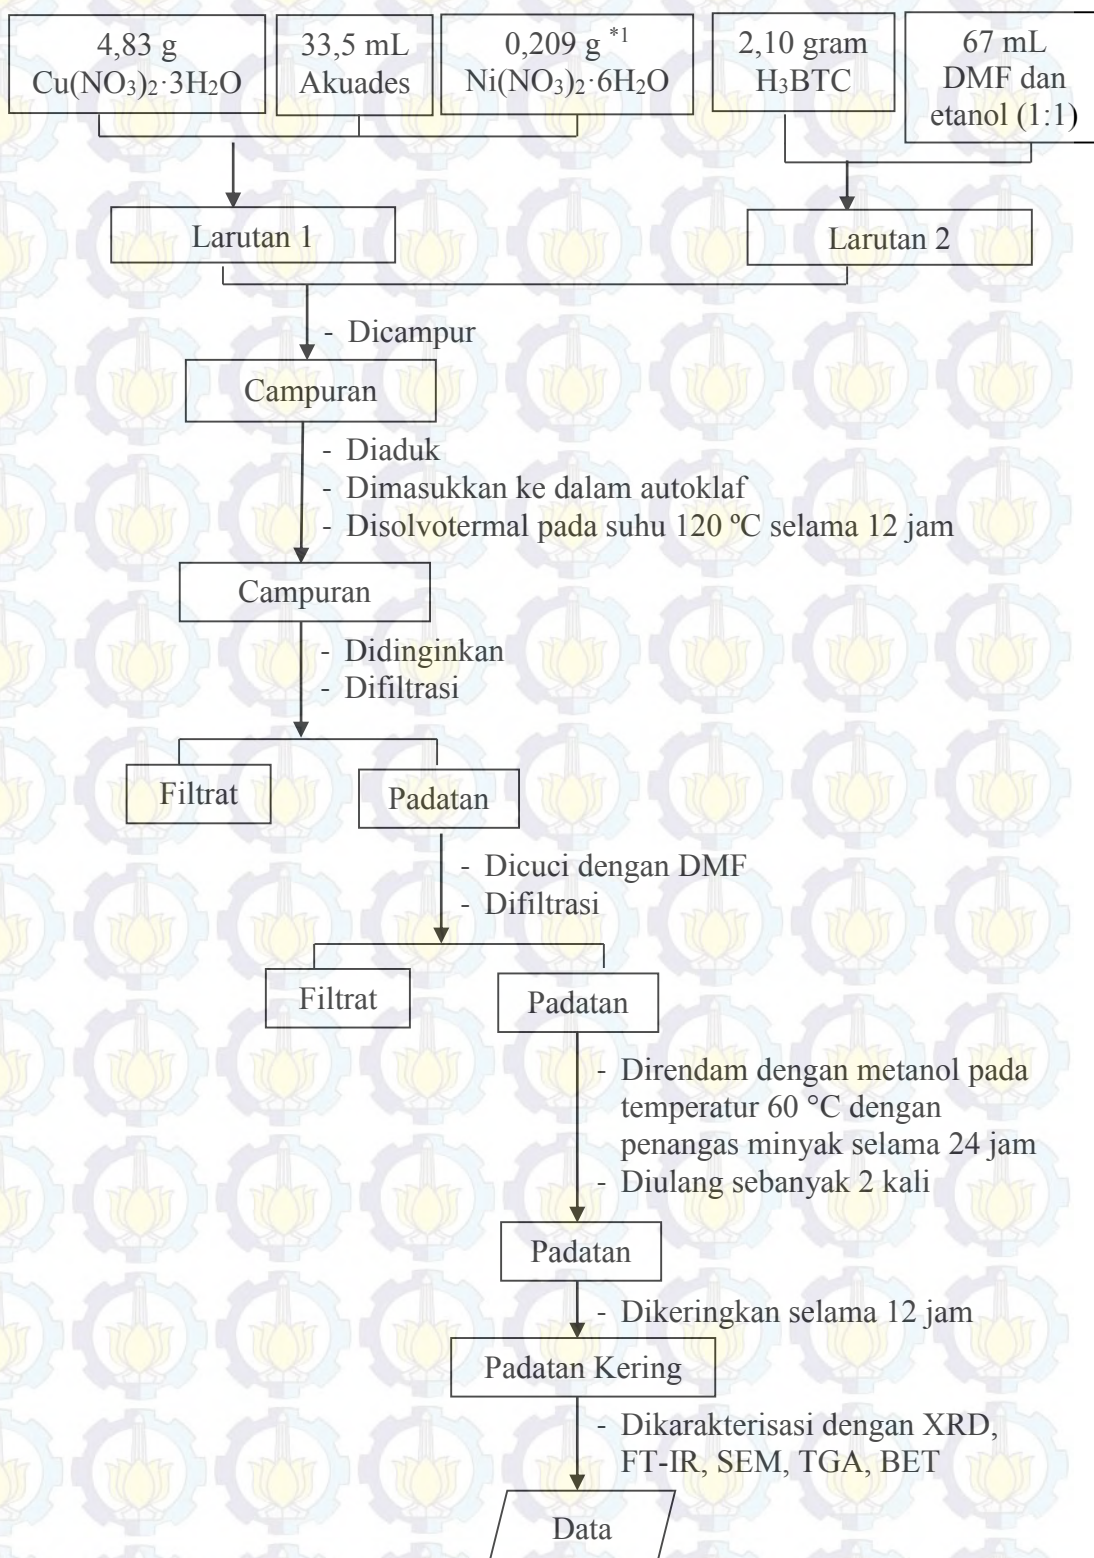 4,83 g
Cu(NO₃)₂·3H₂O
33,5 mL
Akuades
0,209 g *1
Ni(NO₃)₂·6H₂O
2,10 gram
H₃BTC
67 mL
DMF dan
etanol (1:1)
Larutan 1
Larutan 2
- Dicampur
Campuran
- Diaduk
- Dimasukkan ke dalam autoklaf
- Disolvotermal pada suhu 120 ºC selama 12 jam
Campuran
- Didinginkan
- Difiltrasi
Filtrat
Padatan
- Dicuci dengan DMF
- Difiltrasi
Filtrat
Padatan
- Direndam dengan metanol pada
temperatur 60 °C dengan
penangas minyak selama 24 jam
- Diulang sebanyak 2 kali
Padatan
- Dikeringkan selama 12 jam
Padatan Kering
- Dikarakterisasi dengan XRD,
FT-IR, SEM, TGA, BET
Data